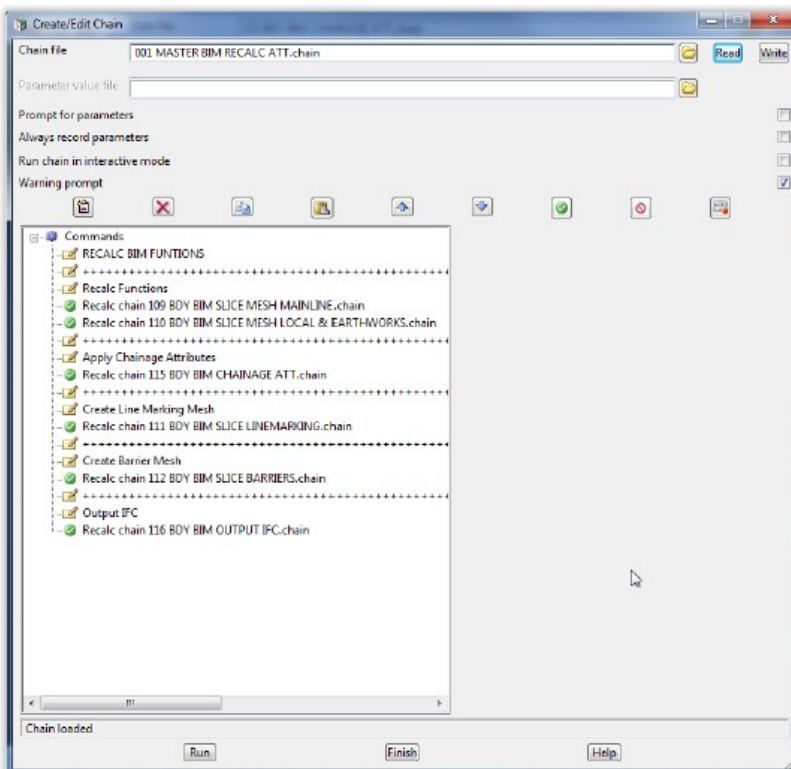 Create/Edit Chain
Chain file
001 MASTER BIM RECALC ATT.chain
Read
Write
Parameter value file
Prompt for parameters
Always record parameters
Run chain in interactive mode
Warning prompt
Commands
RECALC BIM FUNTIONS
++++++++++++++++++++++++++++++++++++++++++++++++++++
Recalc Functions
Recalc chain 109 BDY BIM SLICE MESH MAINLINE.chain
Recalc chain 110 BDY BIM SLICE MESH LOCAL & EARTHWORKS.chain
++++++++++++++++++++++++++++++++++++++++++++++++++++
Apply Chainage Attributes
Recalc chain 115 BDY BIM CHAINAGE ATT.chain
++++++++++++++++++++++++++++++++++++++++++++++++++++
Create Line Marking Mesh
Recalc chain 111 BDY BIM SLICE LINEMARKING.chain
++++++++++++++++++++++++++++++++++++++++++++++++++++
Create Barrier Mesh
Recalc chain 112 BDY BIM SLICE BARRIERS.chain
++++++++++++++++++++++++++++++++++++++++++++++++++++
Output IFC
Recalc chain 116 BDY BIM OUTPUT IFC.chain
Chain loaded
Run
Finish
Help